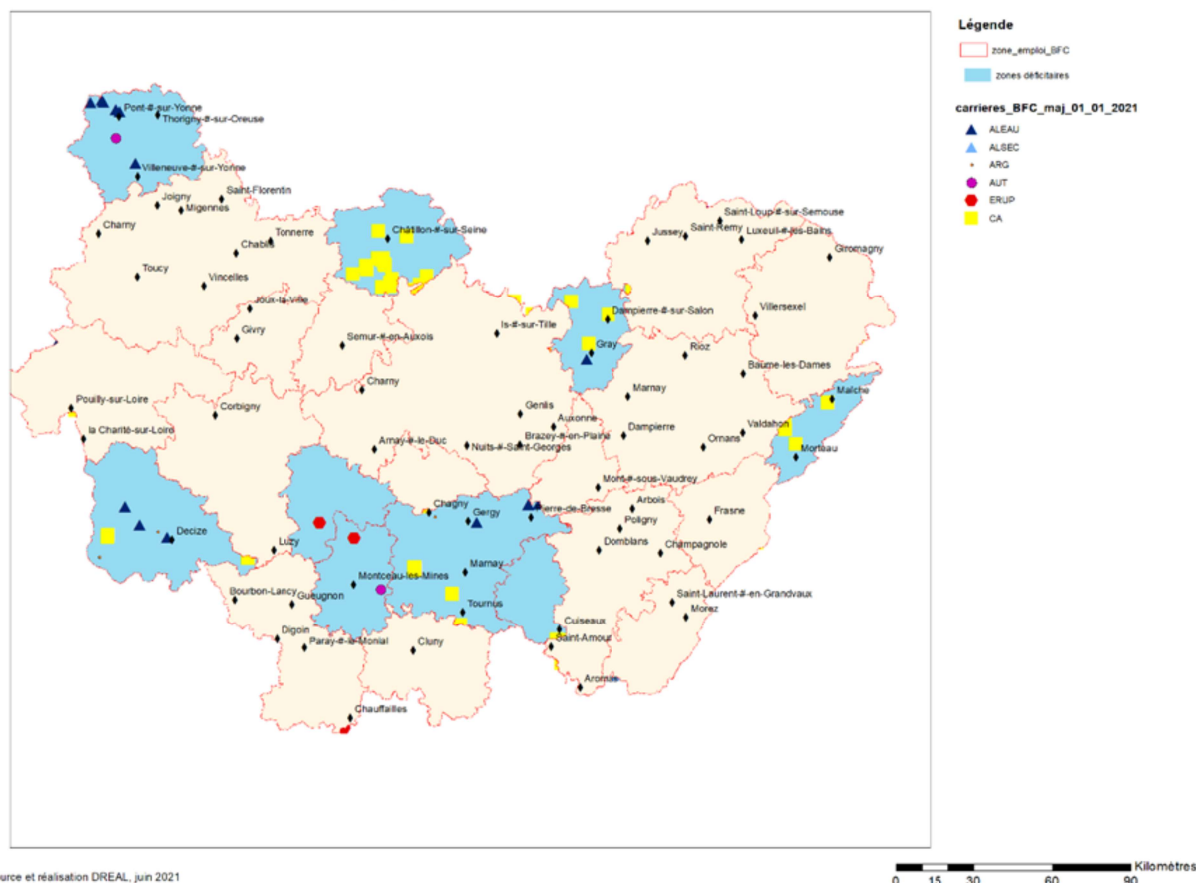 Légende
zone_emploi_BFC
zones déficitaires
carrieres_BFC_maj_01_01_2021
ALEAU
ALSEC
ARG
AUT
ERUP
CA
Pont-#-sur-Yonne
Thorigny-#-sur-Oreuse
Villeneuve-#-sur-Yonne
Saint-Florentin
Joigny
Migennes
Charny
Tonnerre
Chablis
Toucy
Vincelles
Joux-la-Ville
Givry
Châtillon-#-sur-Seine
Semur-#-en-Auxois
Is-#-sur-Tille
Saint-Loup-#-sur-Semouse
Jussey
Saint-Remy
Luxeuil-#-les-Bains
Giromagny
Dampierre-#-sur-Salon
Villersexel
Gray
Rioz
Baume-les-Dames
Charny
Marnay
Maîche
Pouilly-sur-Loire
Corbigny
Genlis
Auxonne
la Charité-sur-Loire
Arnay-#-le-Duc
Nuits-#-Saint-Georges
Brazey-#-en-Plaine
Dampierre
Valdahon
Ornans
Morteau
Mont-#-sous-Vaudrey
Chagny
Gergy
Pierre-de-Bresse
Arbois
Poligny
Frasne
Decize
Luzy
Domblans
Champagnole
Montceau-les-Mines
Marnay
Bourbon-Lancy
Gueugnon
Tournus
Saint-Laurent-#-en-Grandvaux
Morez
Cuiseaux
Digoin
Paray-#-le-Monial
Cluny
Saint-Amour
Chauffailles
urce et réalisation DREAL, juin 2021
Kilomètres
0 15 30 60 90